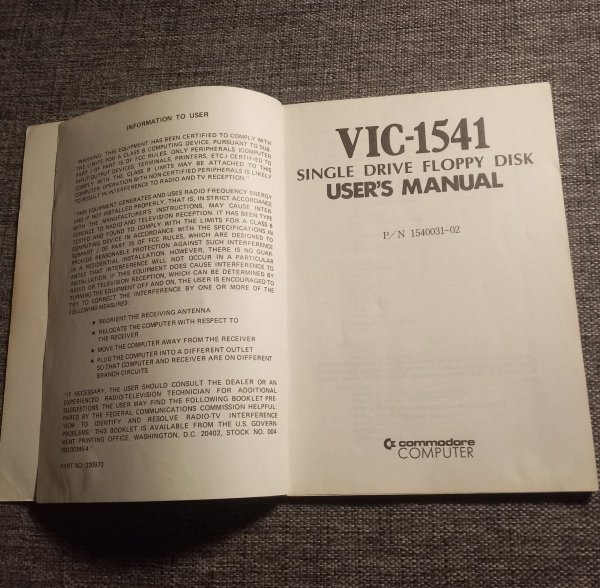 INFORMATION TO USER
"WARNING: THIS EQUIPMENT HAS BEEN CERTIFIED TO COMPLY WITH
THE LIMITS FOR A CLASS B COMPUTING DEVICE, PURSUANT TO SUB-
PART J OF PART 15 OF FCC RULES. ONLY PERIPHERALS (COMPUTER
INPUT/OUTPUT DEVICES, TERMINALS, PRINTERS, ETC.) CERTIFIED TO
COMPLY WITH THE CLASS B LIMITS MAY BE ATTACHED TO THIS
COMPUTER. OPERATION WITH NON-CERTIFIED PERIPHERALS IS LIKELY
TO RESULT IN INTERFERENCE TO RADIO AND TV RECEPTION."
"THIS EQUIPMENT GENERATES AND USES RADIO FREQUENCY ENERGY
AND IF NOT INSTALLED PROPERLY, THAT IS, IN STRICT ACCORDANCE
WITH THE MANUFACTURER'S INSTRUCTIONS, MAY CAUSE INTER-
FERENCE TO RADIO AND TELEVISION RECEPTION. IT HAS BEEN TYPE
TESTED AND FOUND TO COMPLY WITH THE LIMITS FOR A CLASS B
COMPUTING DEVICE IN ACCORDANCE WITH THE SPECIFICATIONS IN
SUBPART J OF PART 15 OF FCC RULES, WHICH ARE DESIGNED TO
PROVIDE REASONABLE PROTECTION AGAINST SUCH INTERFERENCE
IN A RESIDENTIAL INSTALLATION. HOWEVER, THERE IS NO GUAR-
ANTEE THAT INTERFERENCE WILL NOT OCCUR IN A PARTICULAR
INSTALLATION. IF THIS EQUIPMENT DOES CAUSE INTERFERENCE TO
RADIO OR TELEVISION RECEPTION, WHICH CAN BE DETERMINED BY
TURNING THE EQUIPMENT OFF AND ON, THE USER IS ENCOURAGED TO
TRY TO CORRECT THE INTERFERENCE BY ONE OR MORE OF THE
FOLLOWING MEASURES:
• REORIENT THE RECEIVING ANTENNA
• RELOCATE THE COMPUTER WITH RESPECT TO
THE RECEIVER
• MOVE THE COMPUTER AWAY FROM THE RECEIVER
• PLUG THE COMPUTER INTO A DIFFERENT OUTLET
SO THAT COMPUTER AND RECEIVER ARE ON DIFFERENT
BRANCH CIRCUITS
"IF NECESSARY, THE USER SHOULD CONSULT THE DEALER OR AN
EXPERIENCED RADIO/TELEVISION TECHNICIAN FOR ADDITIONAL
SUGGESTIONS. THE USER MAY FIND THE FOLLOWING BOOKLET PRE-
PARED BY THE FEDERAL COMMUNICATIONS COMMISSION HELPFUL:
'HOW TO IDENTIFY AND RESOLVE RADIO-TV INTERFERENCE
PROBLEMS.' THIS BOOKLET IS AVAILABLE FROM THE U.S. GOVERN-
MENT PRINTING OFFICE, WASHINGTON, D.C. 20402, STOCK NO. 004-
000-00345-4."
PART NO. 320970
VIC-1541
SINGLE DRIVE FLOPPY DISK
USER'S MANUAL
P/N 1540031-02
commodore
COMPUTER